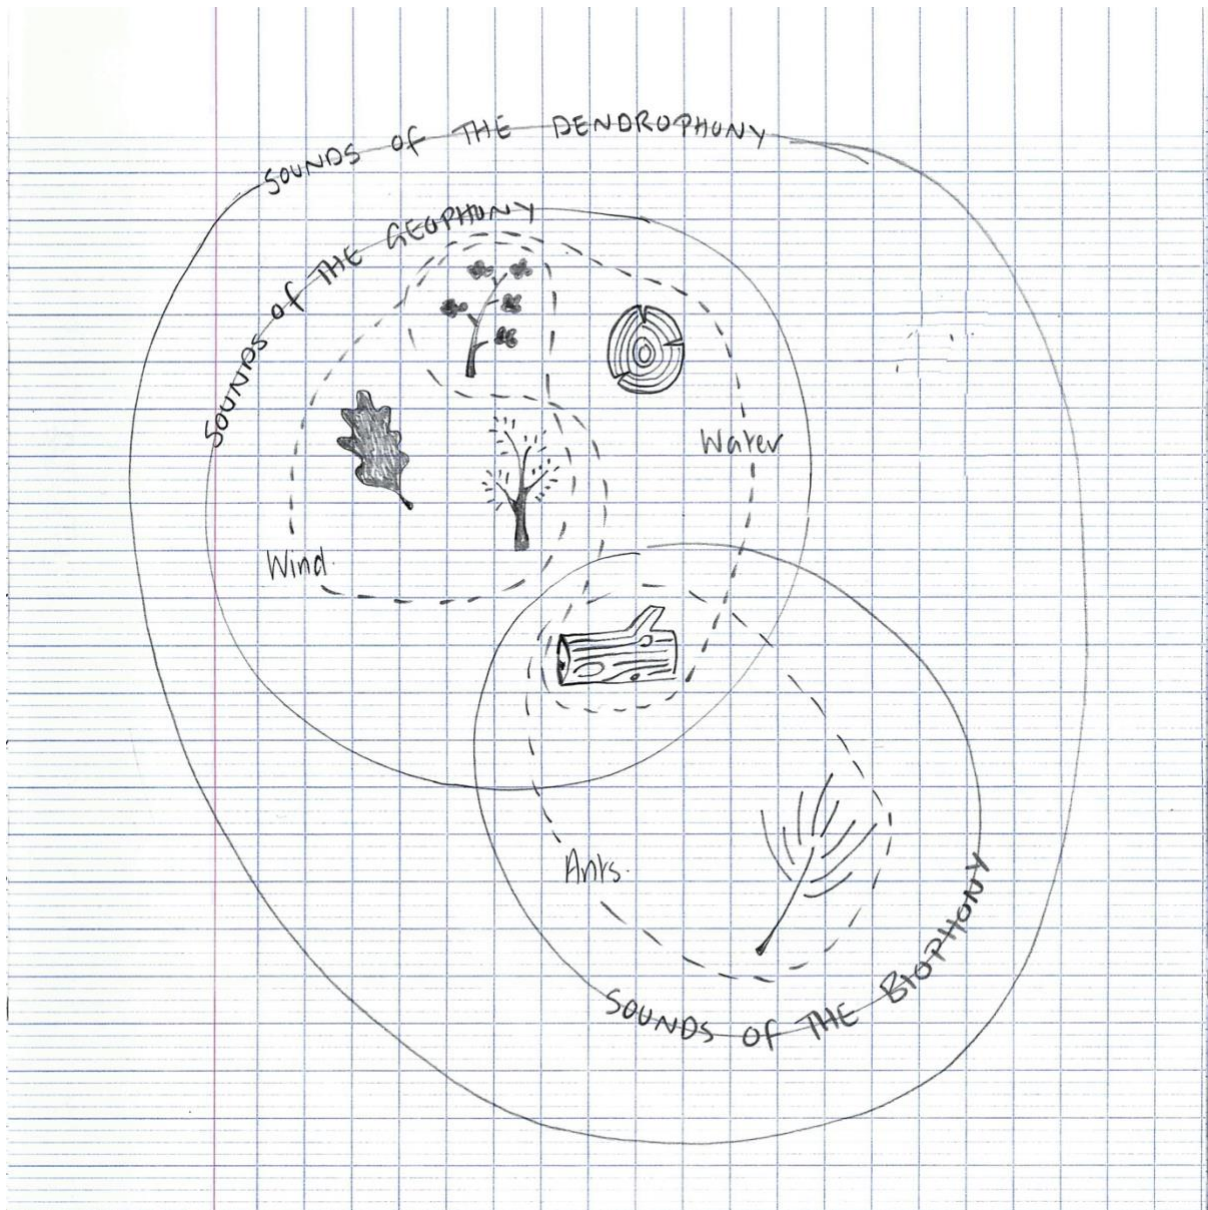 SOUNDS of THE DENDROPHONY
SOUNDS of THE GEOPHONY
Water
Wind.
Ants.
SOUNDS of THE BIOPHONY